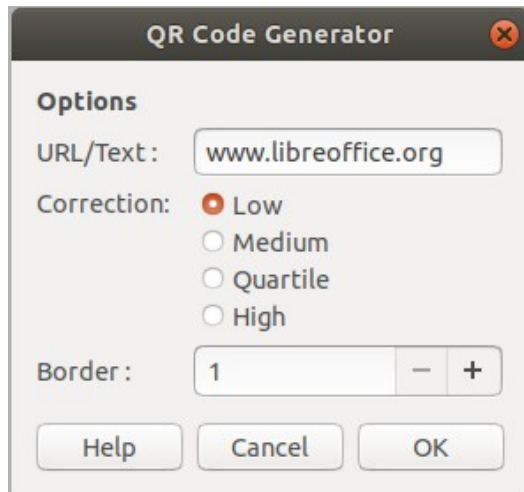 QR Code Generator
Options
URL/Text : www.libreoffice.org
Correction: Low
Medium
Quartile
High
Border : 1 − +
Help Cancel OK